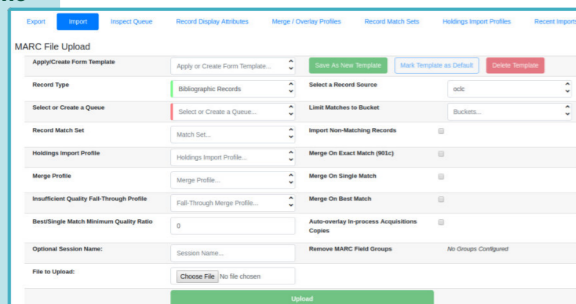 Export Import Inspect Queue Record Display Attributes Merge / Overlay Profiles Record Match Sets Holdings Import Profiles Recent Imports
MARC File Upload
Apply/Create Form Template Apply or Create Form Template... Save As New Template Mark Template as Default Delete Template
Record Type Bibliographic Records Select a Record Source oclc
Select or Create a Queue Select or Create a Queue... Limit Matches to Bucket Buckets...
Record Match Set Match Set... Import Non-Matching Records
Holdings Import Profile Holdings Import Profile... Merge On Exact Match (901c)
Merge Profile Merge Profile... Merge On Single Match
Insufficient Quality Fall-Through Profile Fall-Through Merge Profile... Merge On Best Match
Best/Single Match Minimum Quality Ratio 0 Auto-overlay In-process Acquisitions
Copies
Optional Session Name: Session Name... Remove MARC Field Groups No Groups Configured
File to Upload: Choose File No file chosen
Upload